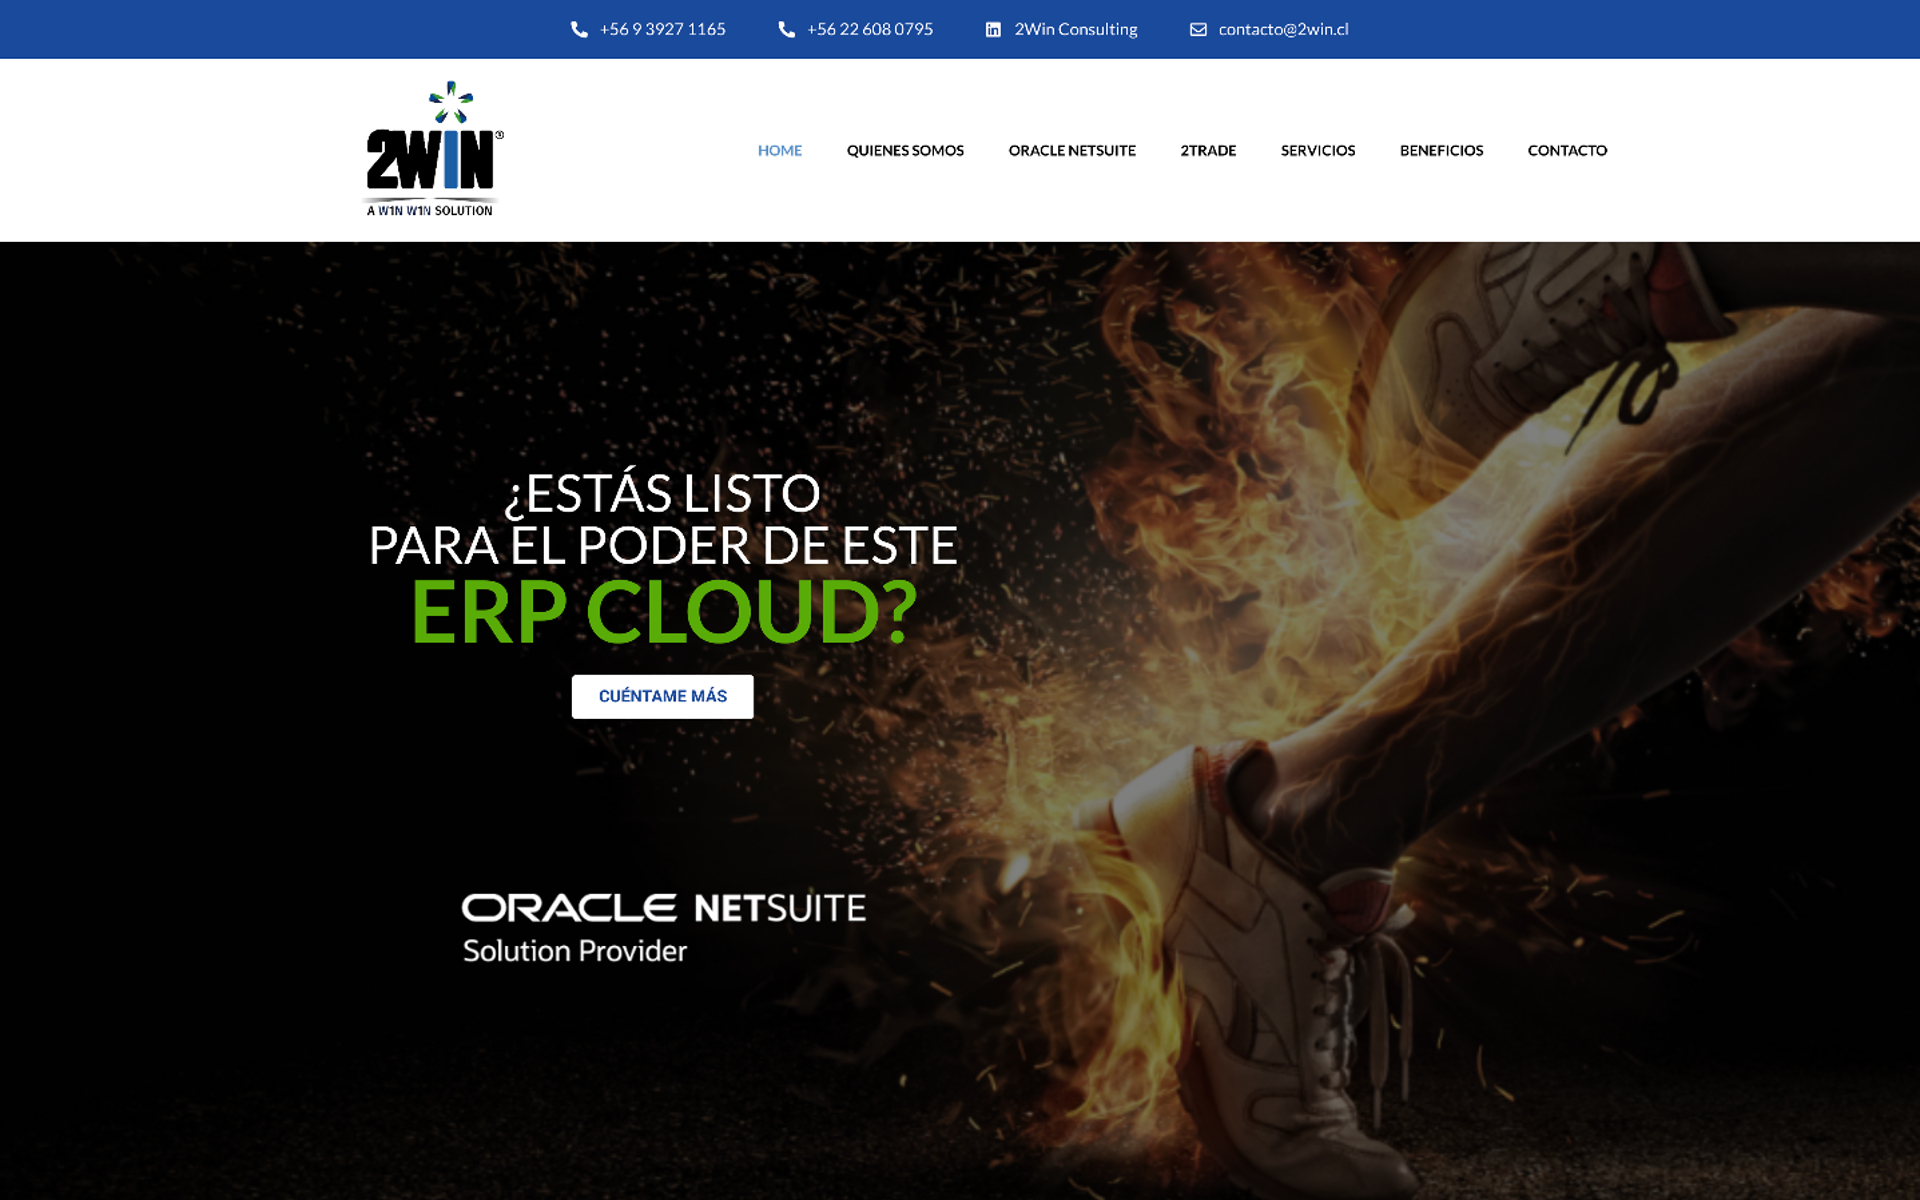 +56 9 3927 1165
+56 22 608 0795
2Win Consulting
contacto@2win.cl
2WIN®
A W1N W1N SOLUTION
HOME
QUIENES SOMOS
ORACLE NETSUITE
2TRADE
SERVICIOS
BENEFICIOS
CONTACTO
¿ESTÁS LISTO
PARA EL PODER DE ESTE
ERP CLOUD?
CUÉNTAME MÁS
ORACLE NETSUITE
Solution Provider